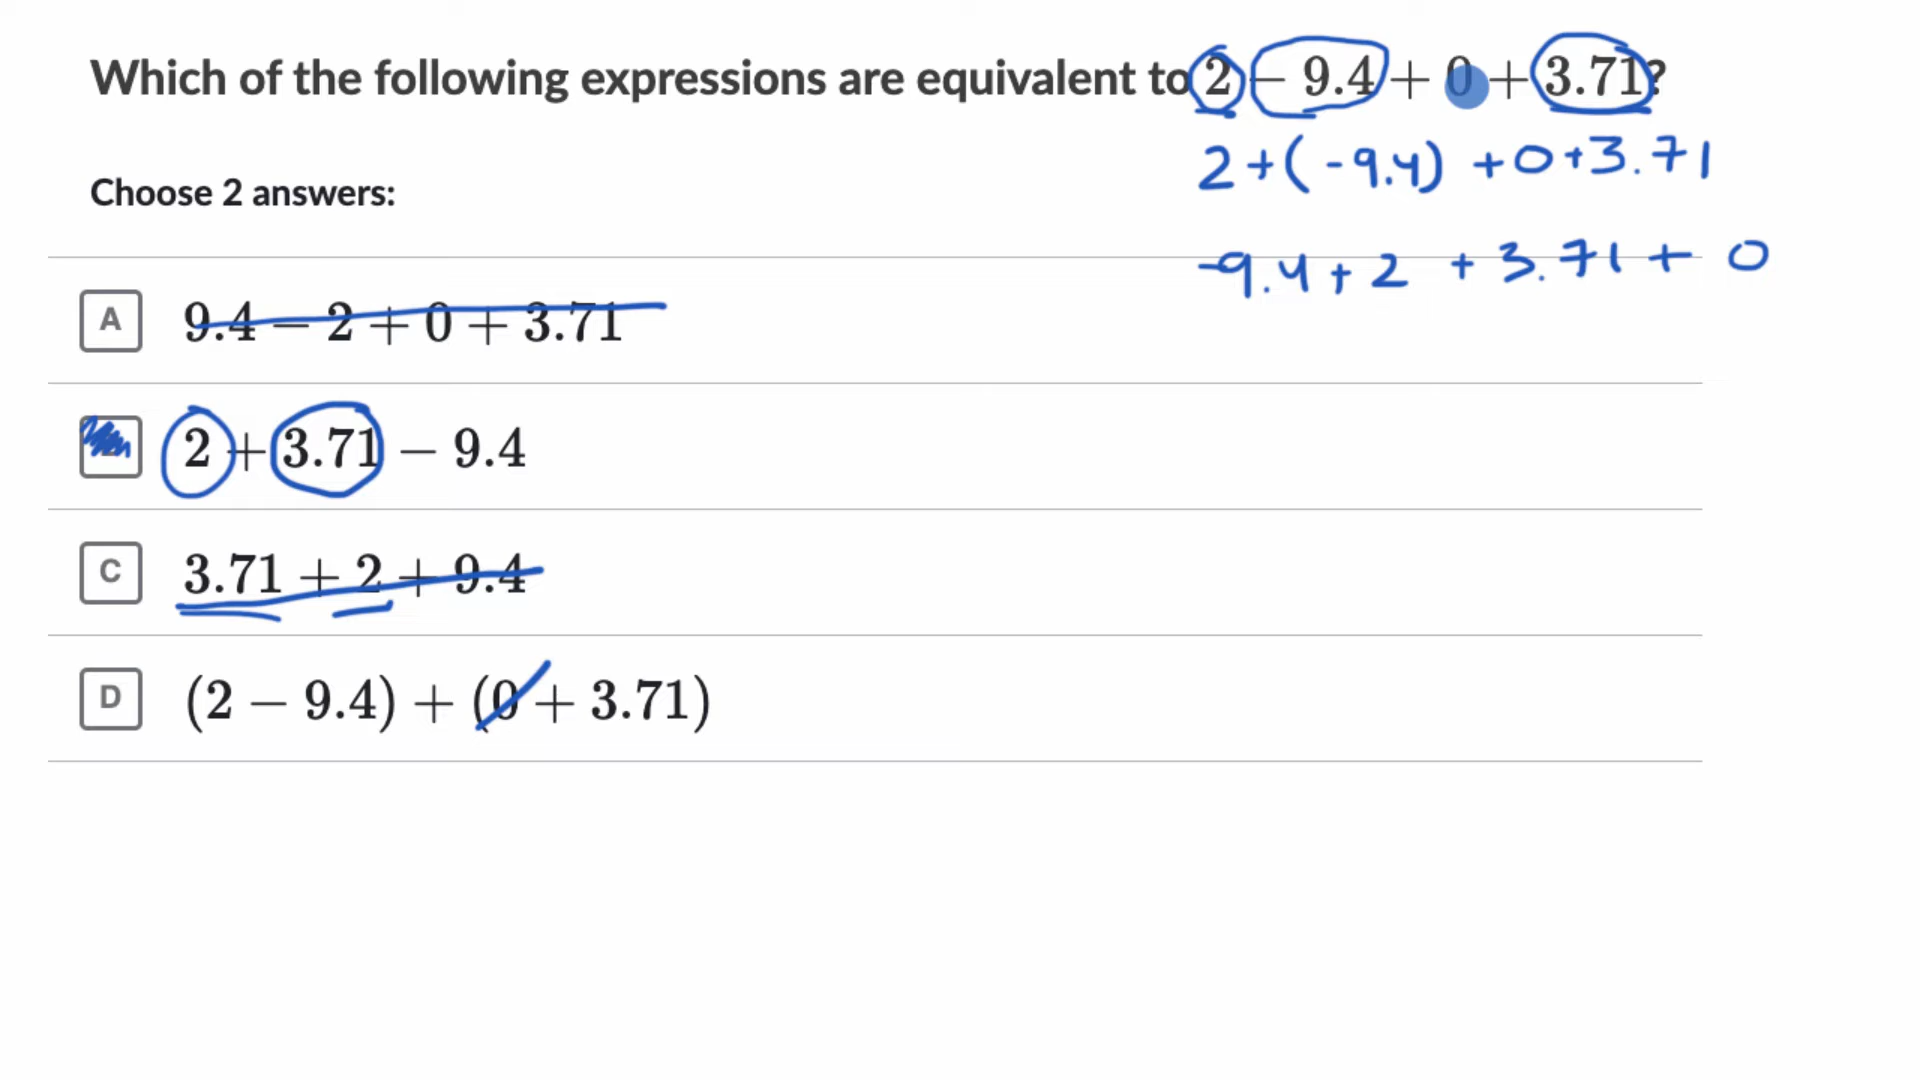 Which of the following expressions are equivalent to 2 − 9.4 + 0 + 3.71?
2 + (-9.4) + 0 + 3.71
Choose 2 answers:
-9.4 + 2 + 3.71 + 0
A 9.4 − 2 + 0 + 3.71
2 + 3.71 − 9.4
C 3.71 + 2 + 9.4
D (2 − 9.4) + (0 + 3.71)